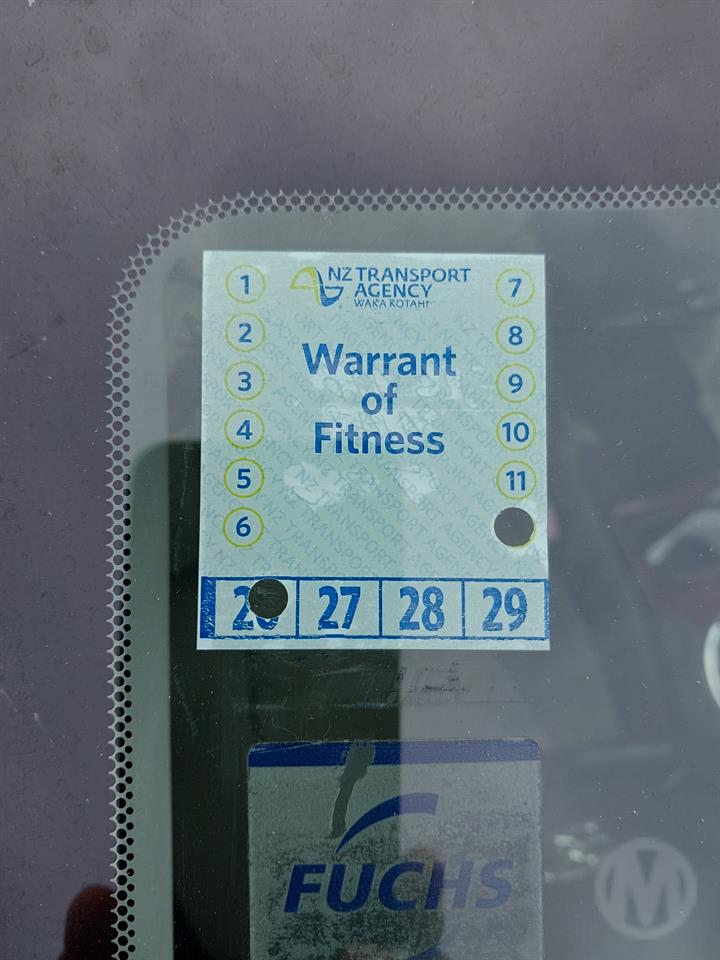 NZ TRANSPORT
AGENCY
WAKA KOTAHI
1 7
2 8
3 9
4 10
5 11
6
Warrant
of
Fitness
27 28 29
FUCHS
M